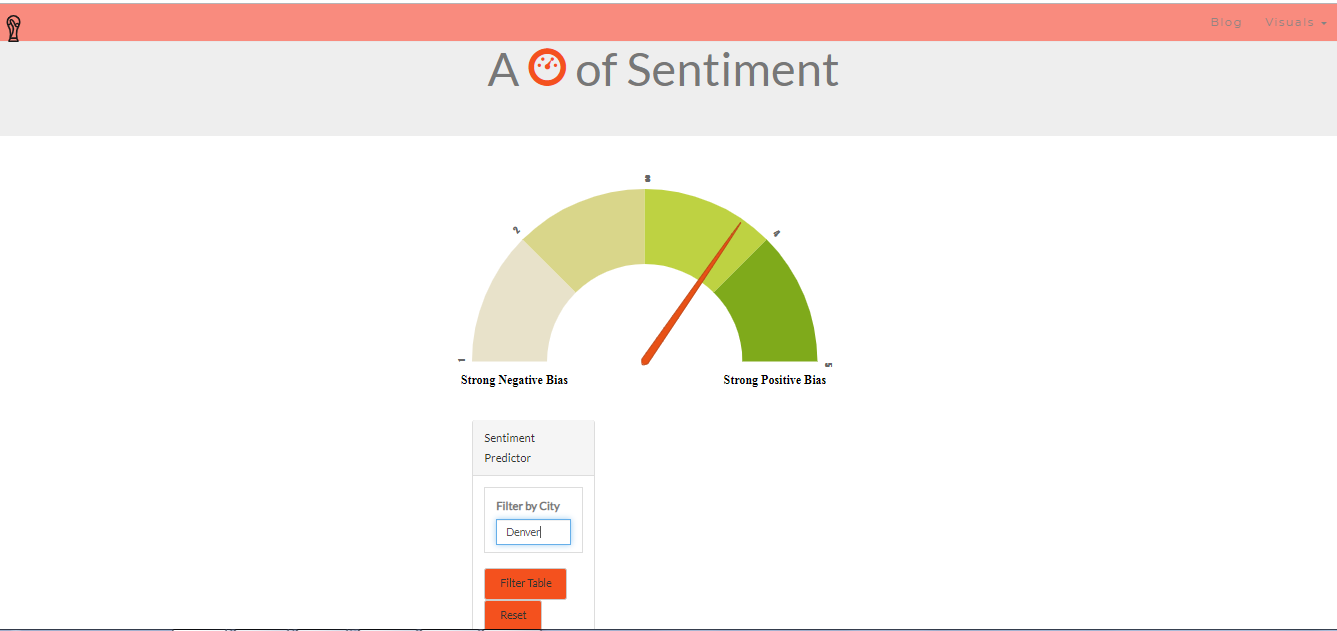 Blog Visuals
A of Sentiment
3
2
4
1
5
Strong Negative Bias
Strong Positive Bias
Sentiment
Predictor
Filter by City
Denver
Filter Table
Reset